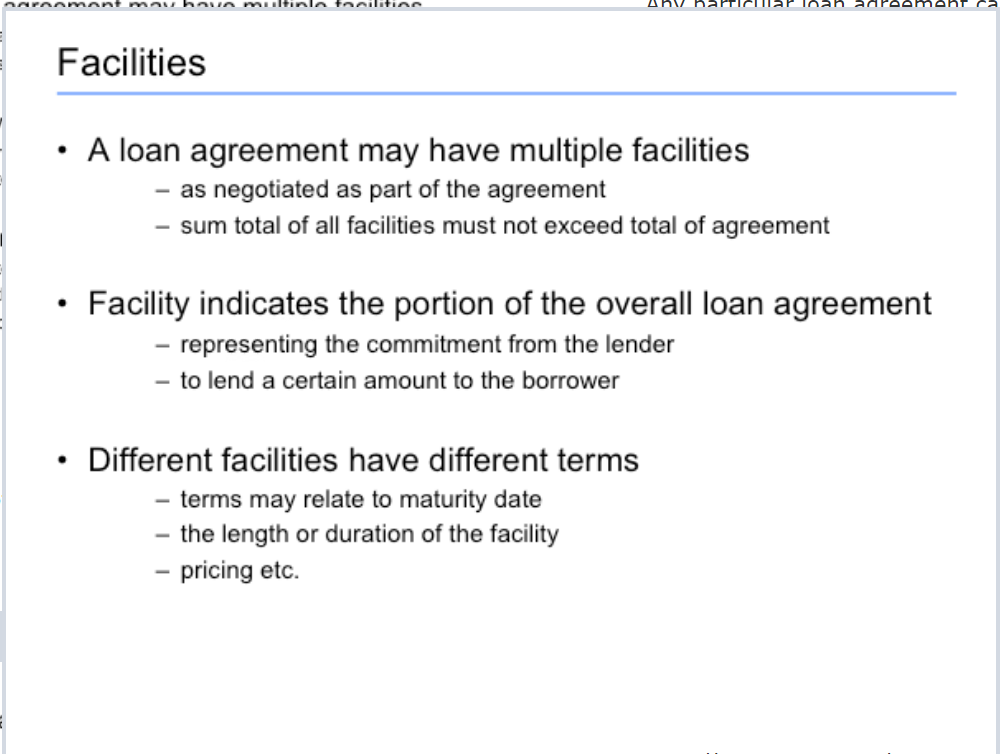 agreement may have multiple facilities
Any particular loan agreement ca
Facilities
• A loan agreement may have multiple facilities
– as negotiated as part of the agreement
– sum total of all facilities must not exceed total of agreement
• Facility indicates the portion of the overall loan agreement
– representing the commitment from the lender
– to lend a certain amount to the borrower
• Different facilities have different terms
– terms may relate to maturity date
– the length or duration of the facility
– pricing etc.